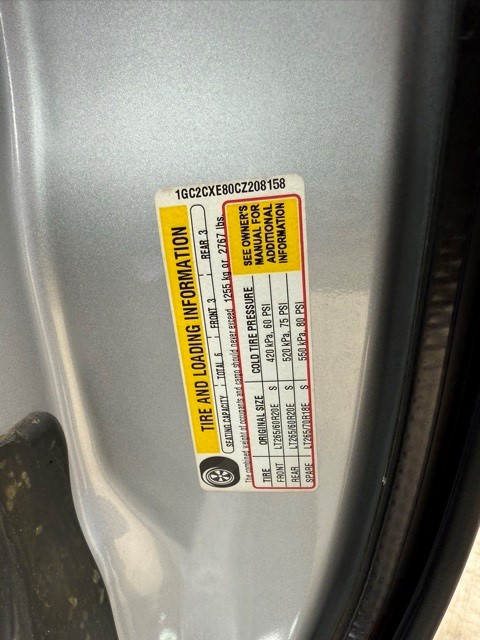 1GC2CXE80CZ208158
TIRE AND LOADING INFORMATION
SEATING CAPACITY TOTAL 6 FRONT 3 REAR 3
The combined weight of occupants and cargo should never exceed 1255 kg or 2767 lbs.
TIRE ORIGINAL SIZE COLD TIRE PRESSURE
FRONT LT265/60R20E S 420 kPa, 60 PSI
REAR LT265/60R20E S 520 kPa, 75 PSI
SPARE LT265/70R18E S 550 kPa, 80 PSI
SEE OWNER'S
MANUAL FOR
ADDITIONAL
INFORMATION